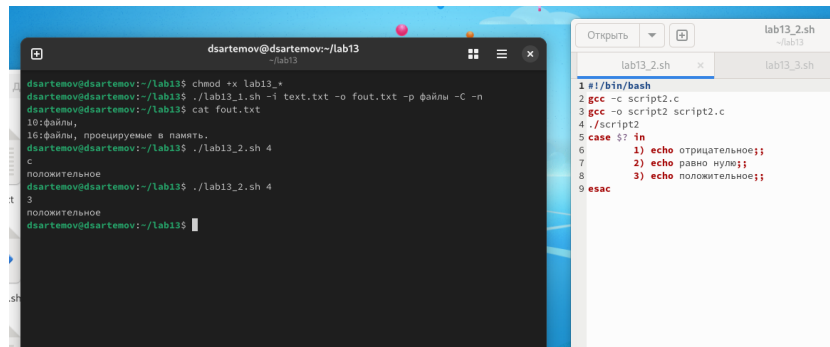 dsartemov@dsartemov:~/lab13
~/lab13
dsartemov@dsartemov:~/lab13$ chmod +x lab13_*
dsartemov@dsartemov:~/lab13$ ./lab13_1.sh -i text.txt -o fout.txt -p файлы -C -n
dsartemov@dsartemov:~/lab13$ cat fout.txt
10:файлы,
16:файлы, проецируемые в память.
dsartemov@dsartemov:~/lab13$ ./lab13_2.sh 4
с
положительное
dsartemov@dsartemov:~/lab13$ ./lab13_2.sh 4
3
положительное
dsartemov@dsartemov:~/lab13$
Открыть
lab13_2.sh
~/lab13
lab13_2.sh
lab13_3.sh
1 #!/bin/bash
2 gcc -c script2.c
3 gcc -o script2 script2.c
4 ./script2
5 case $? in
6 1) echo отрицательное;;
7 2) echo равно нулю;;
8 3) echo положительное;;
9 esac
.sh